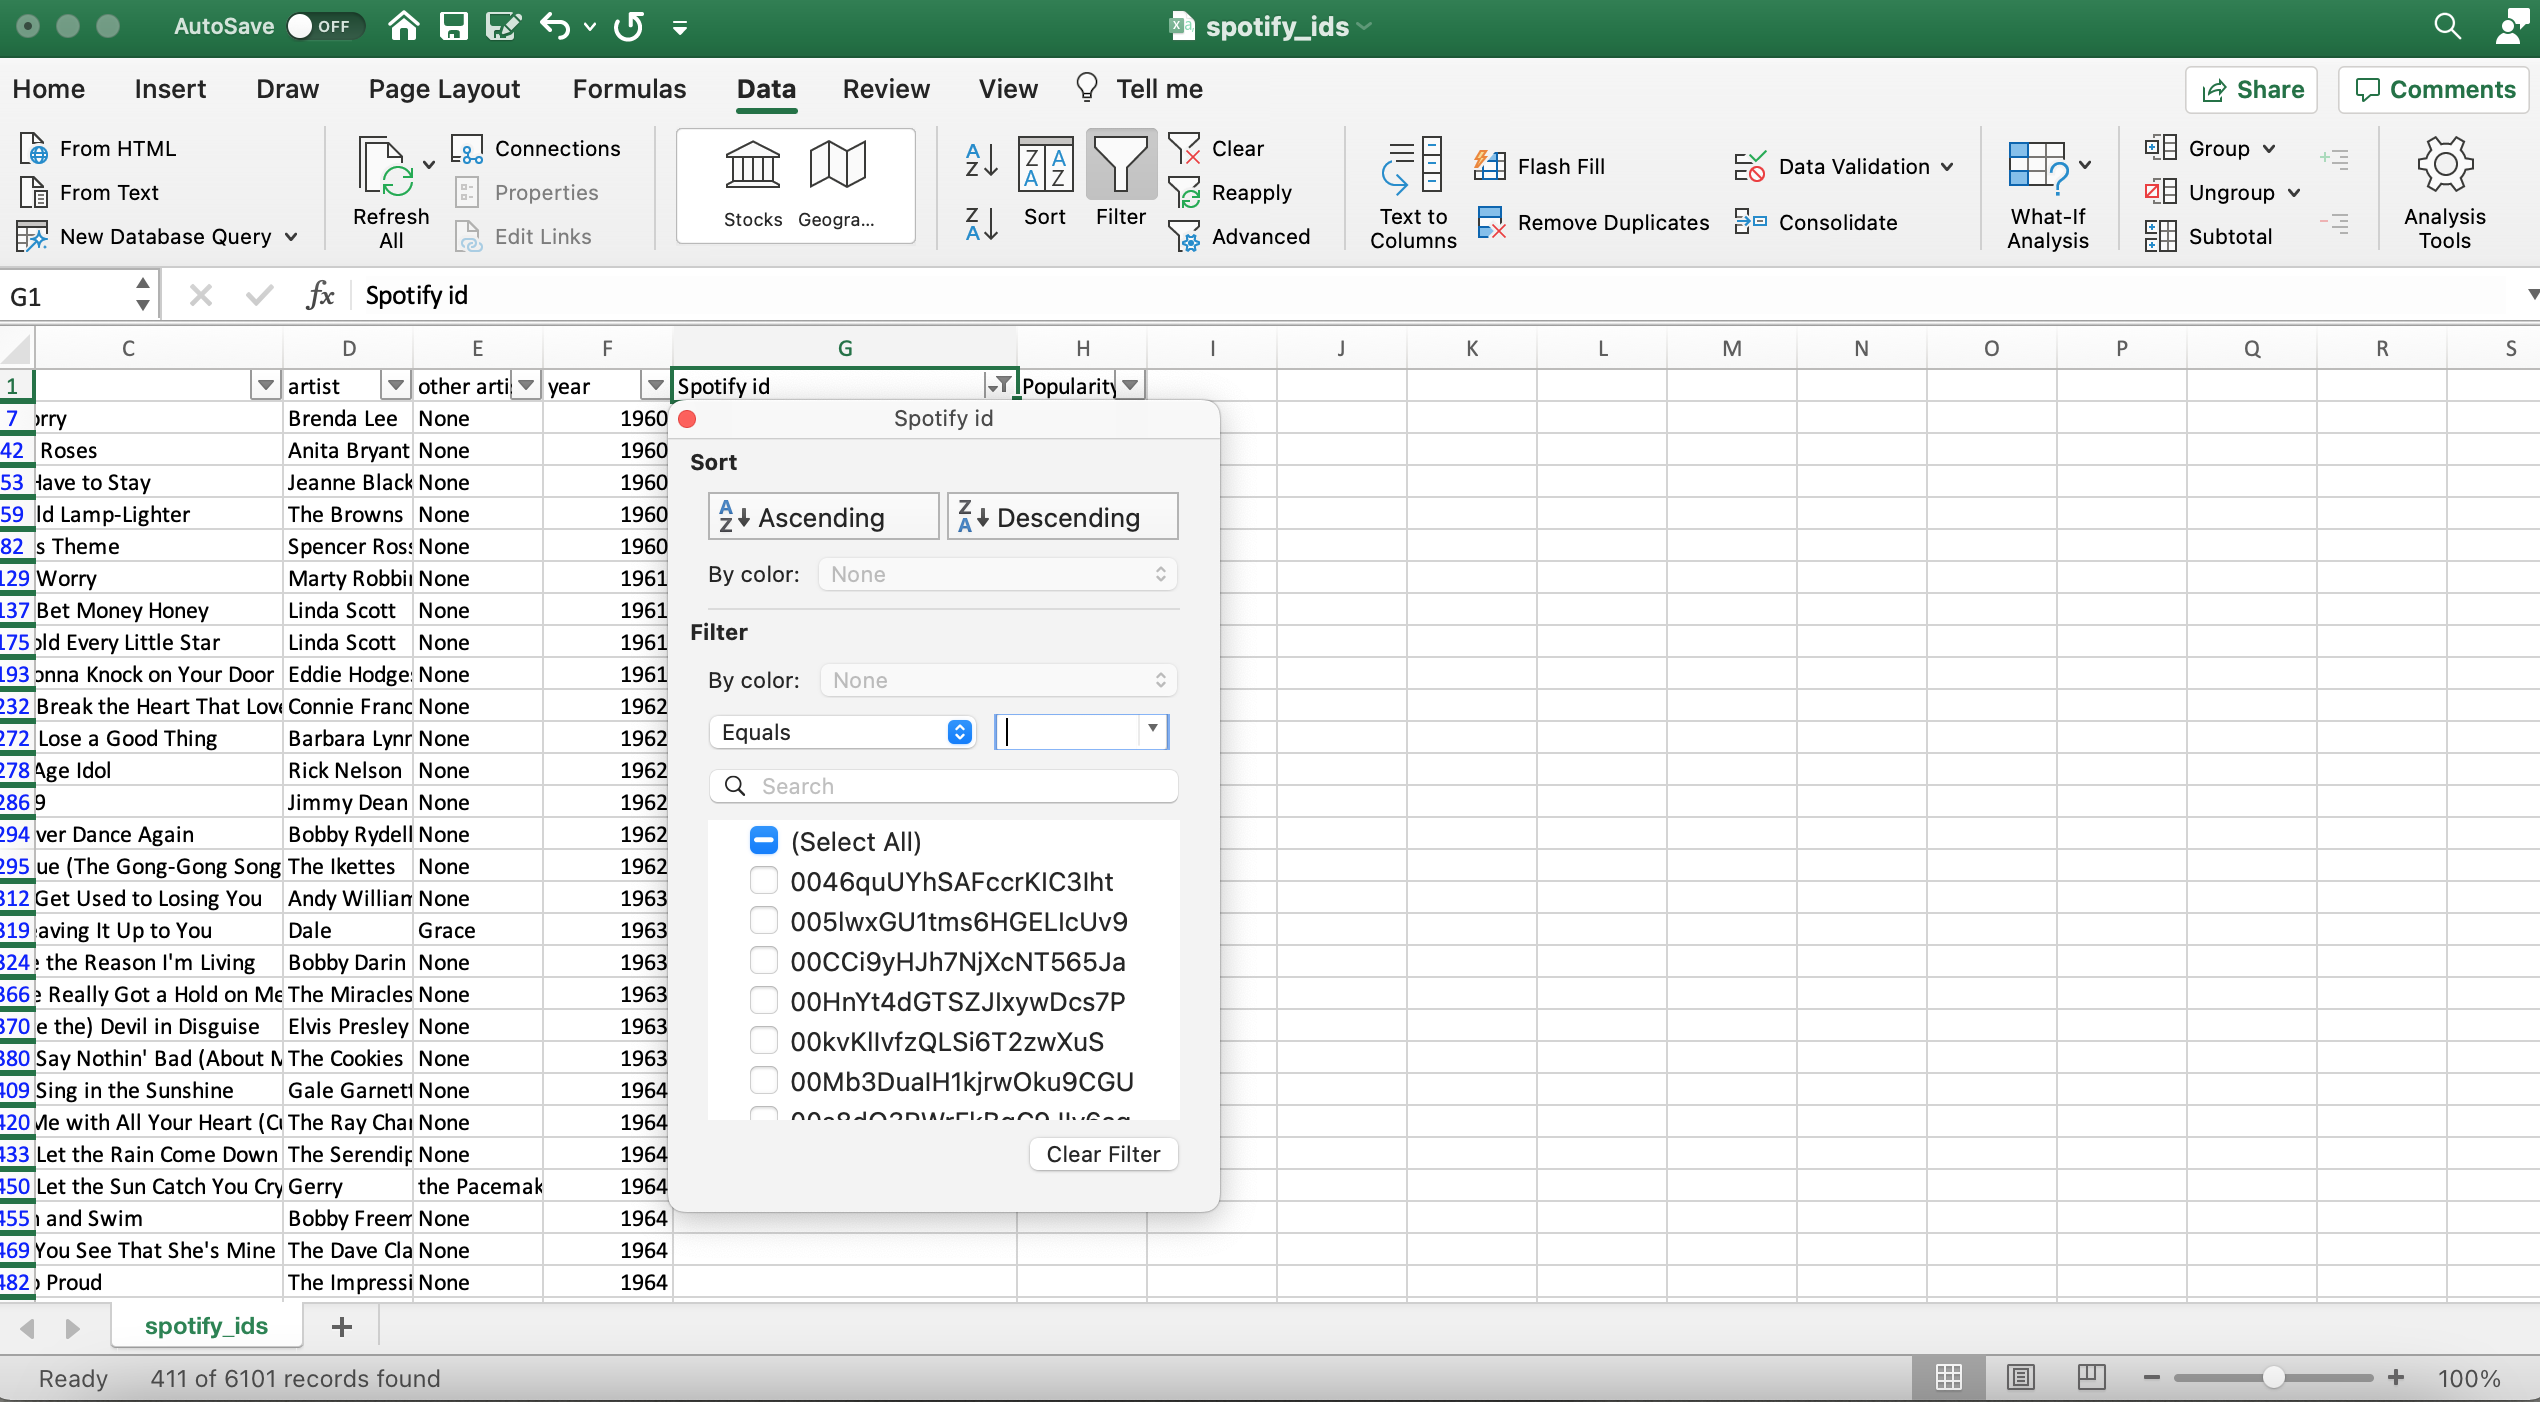 AutoSave OFF spotify_ids
Home Insert Draw Page Layout Formulas Data Review View Tell me Share Comments
From HTML
From Text
New Database Query
Refresh All
Connections
Properties
Edit Links
Stocks Geogra...
Sort Filter
Clear
Reapply
Advanced
Text to Columns
Flash Fill
Remove Duplicates
Data Validation
Consolidate
What-If Analysis
Group
Ungroup
Subtotal
Analysis Tools
G1 fx Spotify id
C D E F G H I J K L M N O P Q R S
1 artist other arti year Spotify id Popularity
7 orry Brenda Lee None 1960
42 Roses Anita Bryant None 1960
53 Have to Stay Jeanne Black None 1960
59 ld Lamp-Lighter The Browns None 1960
82 s Theme Spencer Ross None 1960
129 Worry Marty Robbi None 1961
137 Bet Money Honey Linda Scott None 1961
175 old Every Little Star Linda Scott None 1961
193 onna Knock on Your Door Eddie Hodge None 1961
232 Break the Heart That Love Connie Franc None 1962
272 Lose a Good Thing Barbara Lynn None 1962
278 Age Idol Rick Nelson None 1962
286 9 Jimmy Dean None 1962
294 ver Dance Again Bobby Rydell None 1962
295 ue (The Gong-Gong Song The Ikettes None 1962
312 Get Used to Losing You Andy William None 1963
319 aving It Up to You Dale Grace 1963
324 e the Reason I'm Living Bobby Darin None 1963
366 e Really Got a Hold on Me The Miracles None 1963
370 e the) Devil in Disguise Elvis Presley None 1963
380 Say Nothin' Bad (About M The Cookies None 1963
409 Sing in the Sunshine Gale Garnett None 1964
420 Me with All Your Heart (Cu The Ray Char None 1964
433 Let the Rain Come Down The Serendip None 1964
450 Let the Sun Catch You Cry Gerry the Pacemak 1964
455 and Swim Bobby Freem None 1964
469 You See That She's Mine The Dave Cla None 1964
482 o Proud The Impressi None 1964
Spotify id
Sort
A Z Ascending Z A Descending
By color: None
Filter
By color: None
Equals
Search
(Select All)
0046quUYhSAFccrKIC3Iht
005lwxGU1tms6HGELIcUv9
00CCi9yHJh7NjXcNT565Ja
00HnYt4dGTSZJIxywDcs7P
00kvKlIvfzQLSi6T2zwXuS
00Mb3DuaIH1kjrwOku9CGU
Clear Filter
spotify_ids
Ready 411 of 6101 records found 100%